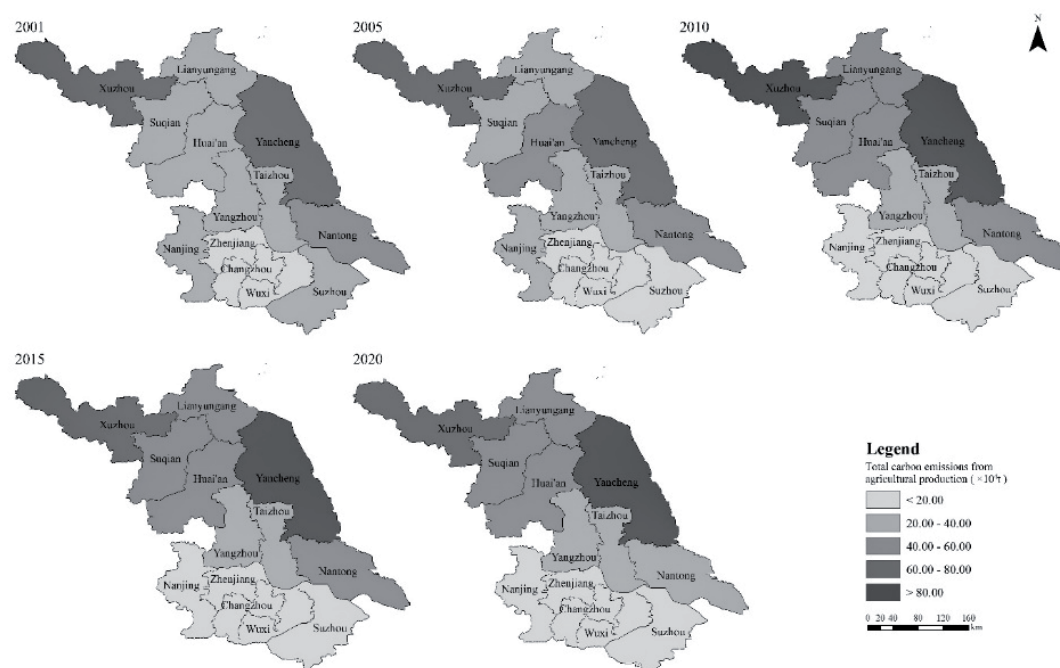 2001
Lianyungang
Xuzhou
Suqian
Huai'an
Yancheng
Taizhou
Yangzhou
Nantong
Nanjing
Zhenjiang
Changzhou
Wuxi
Suzhou
2005
Lianyungang
Xuzhou
Suqian
Huai'an
Yancheng
Taizhou
Yangzhou
Nantong
Nanjing
Zhenjiang
Changzhou
Wuxi
Suzhou
2010
N
Lianyungang
Xuzhou
Suqian
Huai'an
Yancheng
Taizhou
Yangzhou
Nantong
Nanjing
Zhenjiang
Changzhou
Wuxi
Suzhou
2015
Lianyungang
Xuzhou
Suqian
Huai'an
Yancheng
Taizhou
Yangzhou
Nantong
Nanjing
Zhenjiang
Changzhou
Wuxi
Suzhou
2020
Lianyungang
Xuzhou
Suqian
Huai'an
Yancheng
Taizhou
Yangzhou
Nantong
Nanjing
Zhenjiang
Changzhou
Wuxi
Suzhou
Legend
Total carbon emissions from
agricultural production (
< 20.00
20.00 - 40.00
40.00 - 60.00
60.00 - 80.00
> 80.00
0 20 40 80 120 160
km